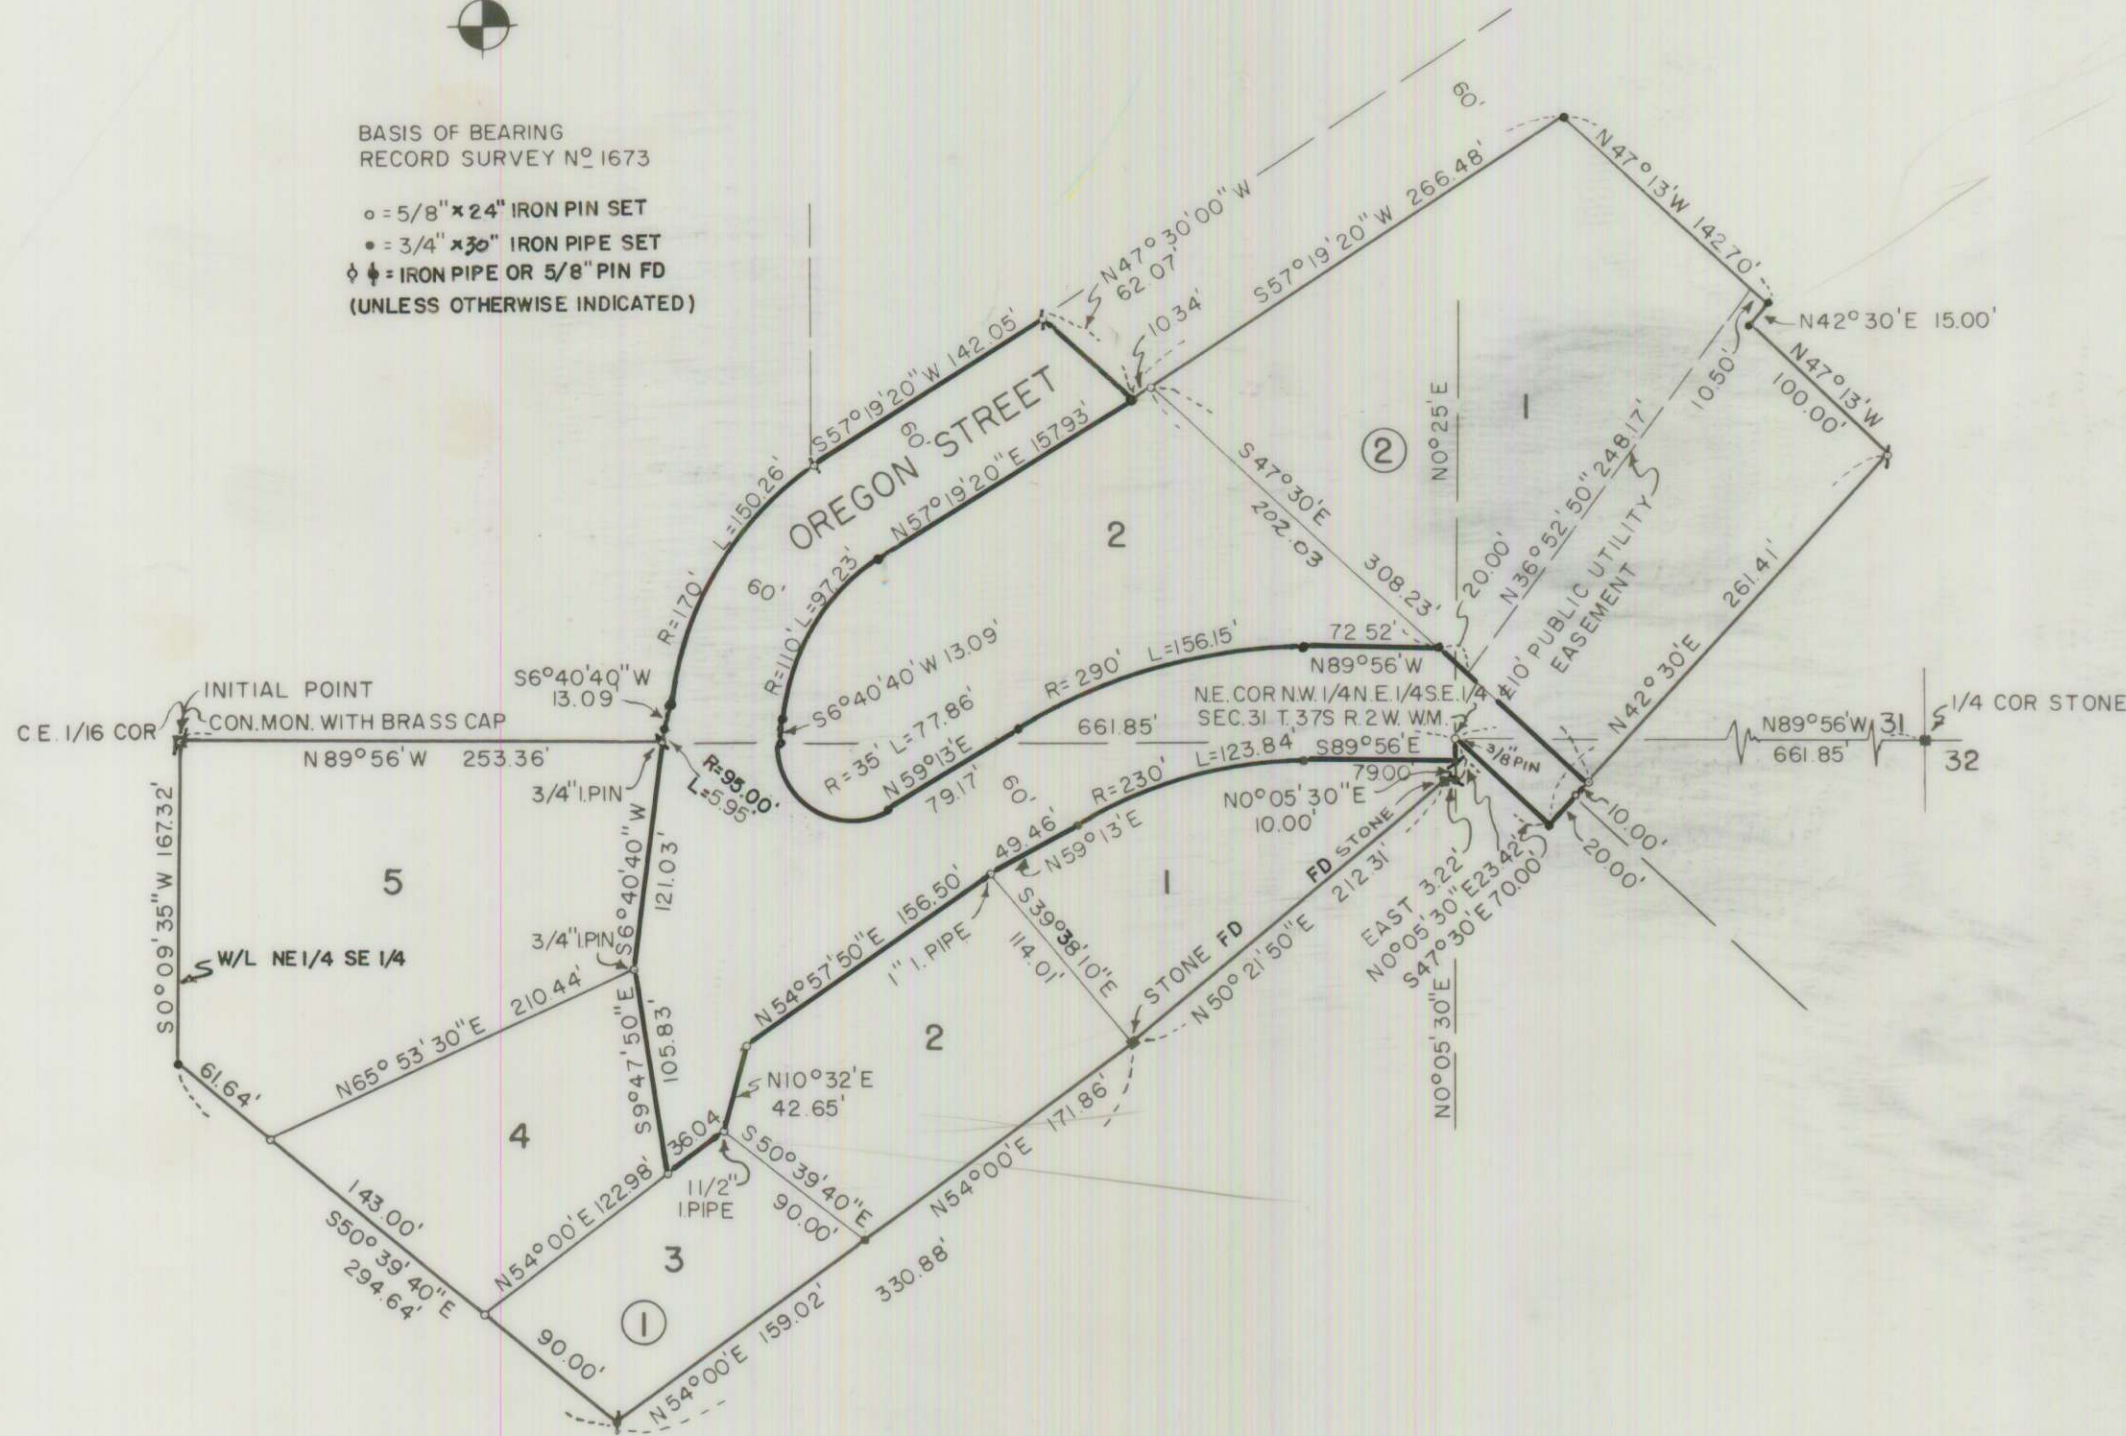 BASIS OF BEARING
RECORD SURVEY Nº 1673
o = 5/8" x 24" IRON PIN SET
• = 3/4" x 30" IRON PIPE SET
= IRON PIPE OR 5/8" PIN FD
(UNLESS OTHERWISE INDICATED)
60'
N47°13'W 142.70'
S57°19'20"W 266.48'
N47°30'00"W
62.07'
10.34'
N42°30'E 15.00'
10.50'
N47°13'W
100.00'
S57°19'20"W 142.05'
OREGON STREET
60'
N57°19'20"E 157.93'
N0°25'E
1
2
S47°30'E
202.03
308.23'
N36°52'50" 248.17'
10' PUBLIC UTILITY
EASEMENT
261.41'
N42°30'E
20.00'
2
L=150.26'
R=170'
60'
L=97.23'
R=110'
S6°40'40"W 13.09'
S6°40'40"W
13.09'
R=290' L=156.15'
72.52'
N89°56'W
N.E. COR N.W. 1/4 N.E. 1/4 S.E. 1/4
SEC. 31 T. 37S R. 2 W. W.M.
INITIAL POINT
C.E. 1/16 COR
CON. MON. WITH BRASS CAP
N89°56'W 253.36'
661.85'
N89°56'W
661.85'
31
32
1/4 COR STONE
3/4" I.PIN
R=95.00'
L=5.95'
R=35' L=77.86'
N59°13'E
79.17'
60'
L=123.84'
R=230'
S89°56'E
79.00'
3/8" PIN
N0°05'30"E
10.00'
10.00'
20.00'
S0°09'35"W 167.32'
W/L NE 1/4 SE 1/4
5
S6°40'40"W
121.03'
3/4" I.PIN
49.46'
N59°13'E
1
FD STONE
212.31'
EAST 3.22'
N0°05'30"E 23.42'
S47°30'E 70.00'
N0°05'30"E
N54°57'50"E 156.50'
1" I. PIPE
S39°38'10"E
114.01'
STONE FD
N50°21'50"E
N65°53'30"E 210.44'
S9°47'50"E
105.83'
2
N10°32'E
42.65'
61.64'
4
36.04
S50°39'40"E
90.00'
1 1/2"
I.PIPE
N54°00'E 171.86'
143.00'
S50°39'40"E
294.64'
N54°00'E 122.98'
3
1
330.88'
90.00'
N54°00'E 159.02'